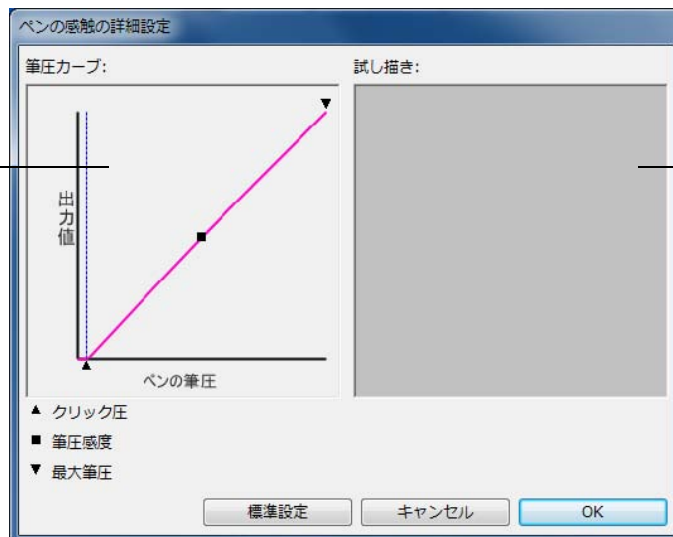 ペンの感触の詳細設定
筆圧カーブ:
試し描き:
出力値
ペンの筆圧
▲ クリック圧
■ 筆圧感度
▼ 最大筆圧
標準設定
キャンセル
OK